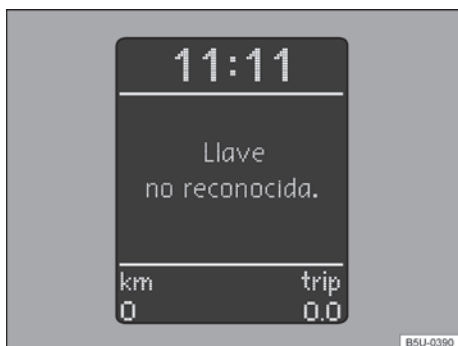 11:11
Llave
no reconocida.
km trip
0 0.0
B5U-0390